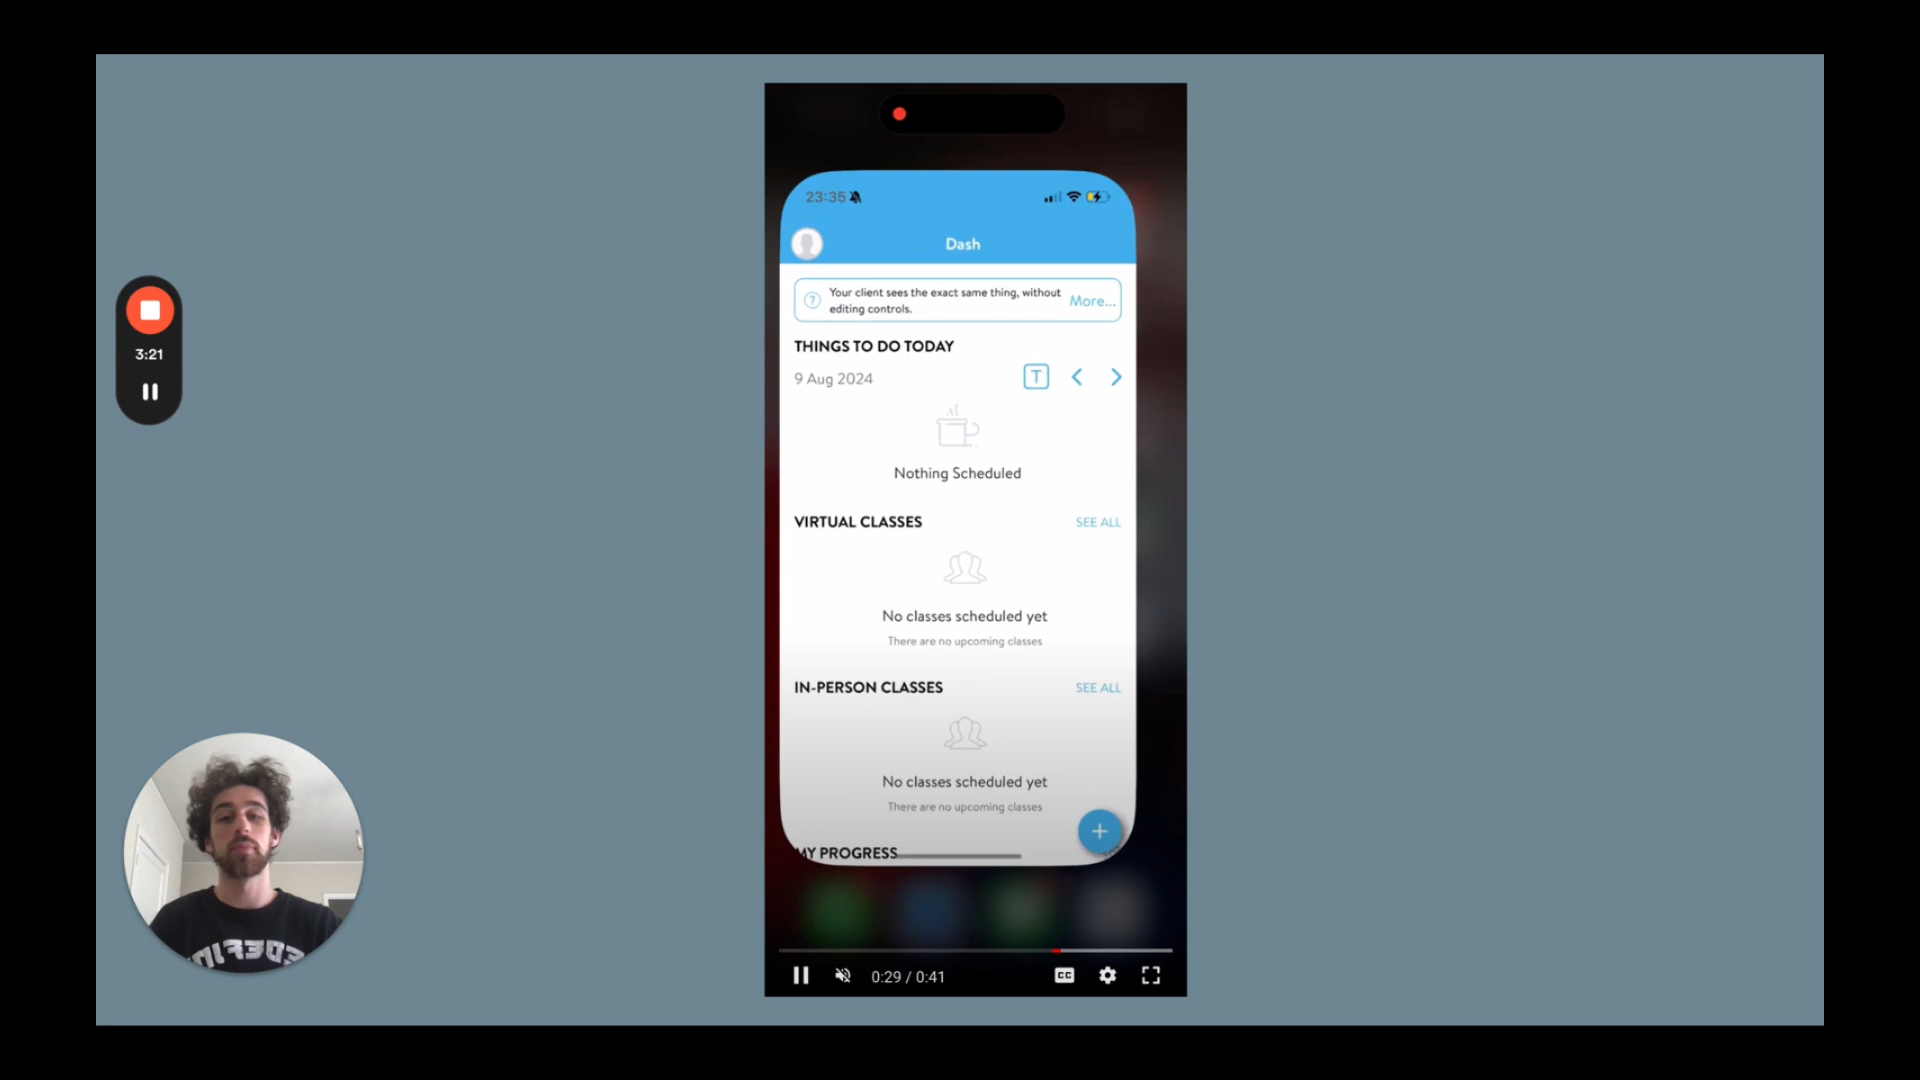 3:21
23:35
Dash
Your client sees the exact same thing, without
editing controls.
More...
THINGS TO DO TODAY
9 Aug 2024
T
Nothing Scheduled
VIRTUAL CLASSES
SEE ALL
No classes scheduled yet
There are no upcoming classes
IN-PERSON CLASSES
SEE ALL
No classes scheduled yet
There are no upcoming classes
MY PROGRESS
0:29 / 0:41
CC